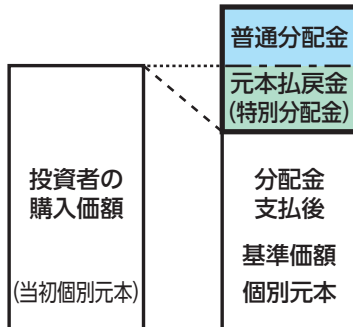 普通分配金
元本払戻金
(特別分配金)
投資者の
購入価額
(当初個別元本)
分配金
支払後
基準価額
個別元本